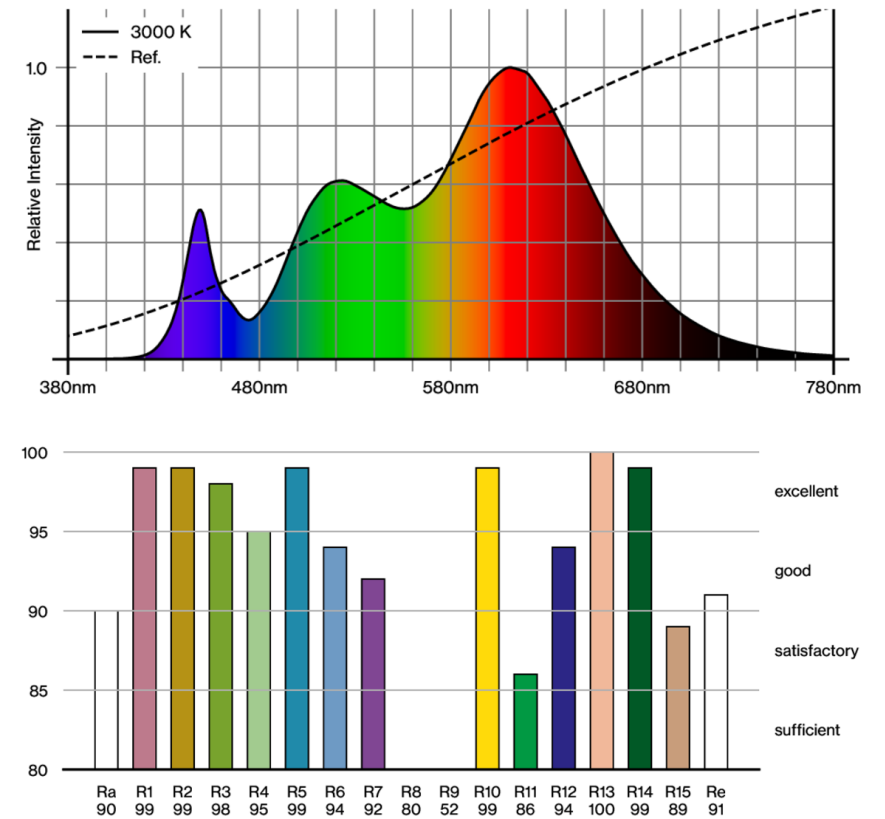 3000 K
Ref.
1.0
Relative Intensity
380nm 480nm 580nm 680nm 780nm
100
excellent
95
good
90
satisfactory
85
sufficient
80
Ra R1 R2 R3 R4 R5 R6 R7 R8 R9 R10 R11 R12 R13 R14 R15 Re
90 99 99 98 95 99 94 92 80 52 99 86 94 100 99 89 91